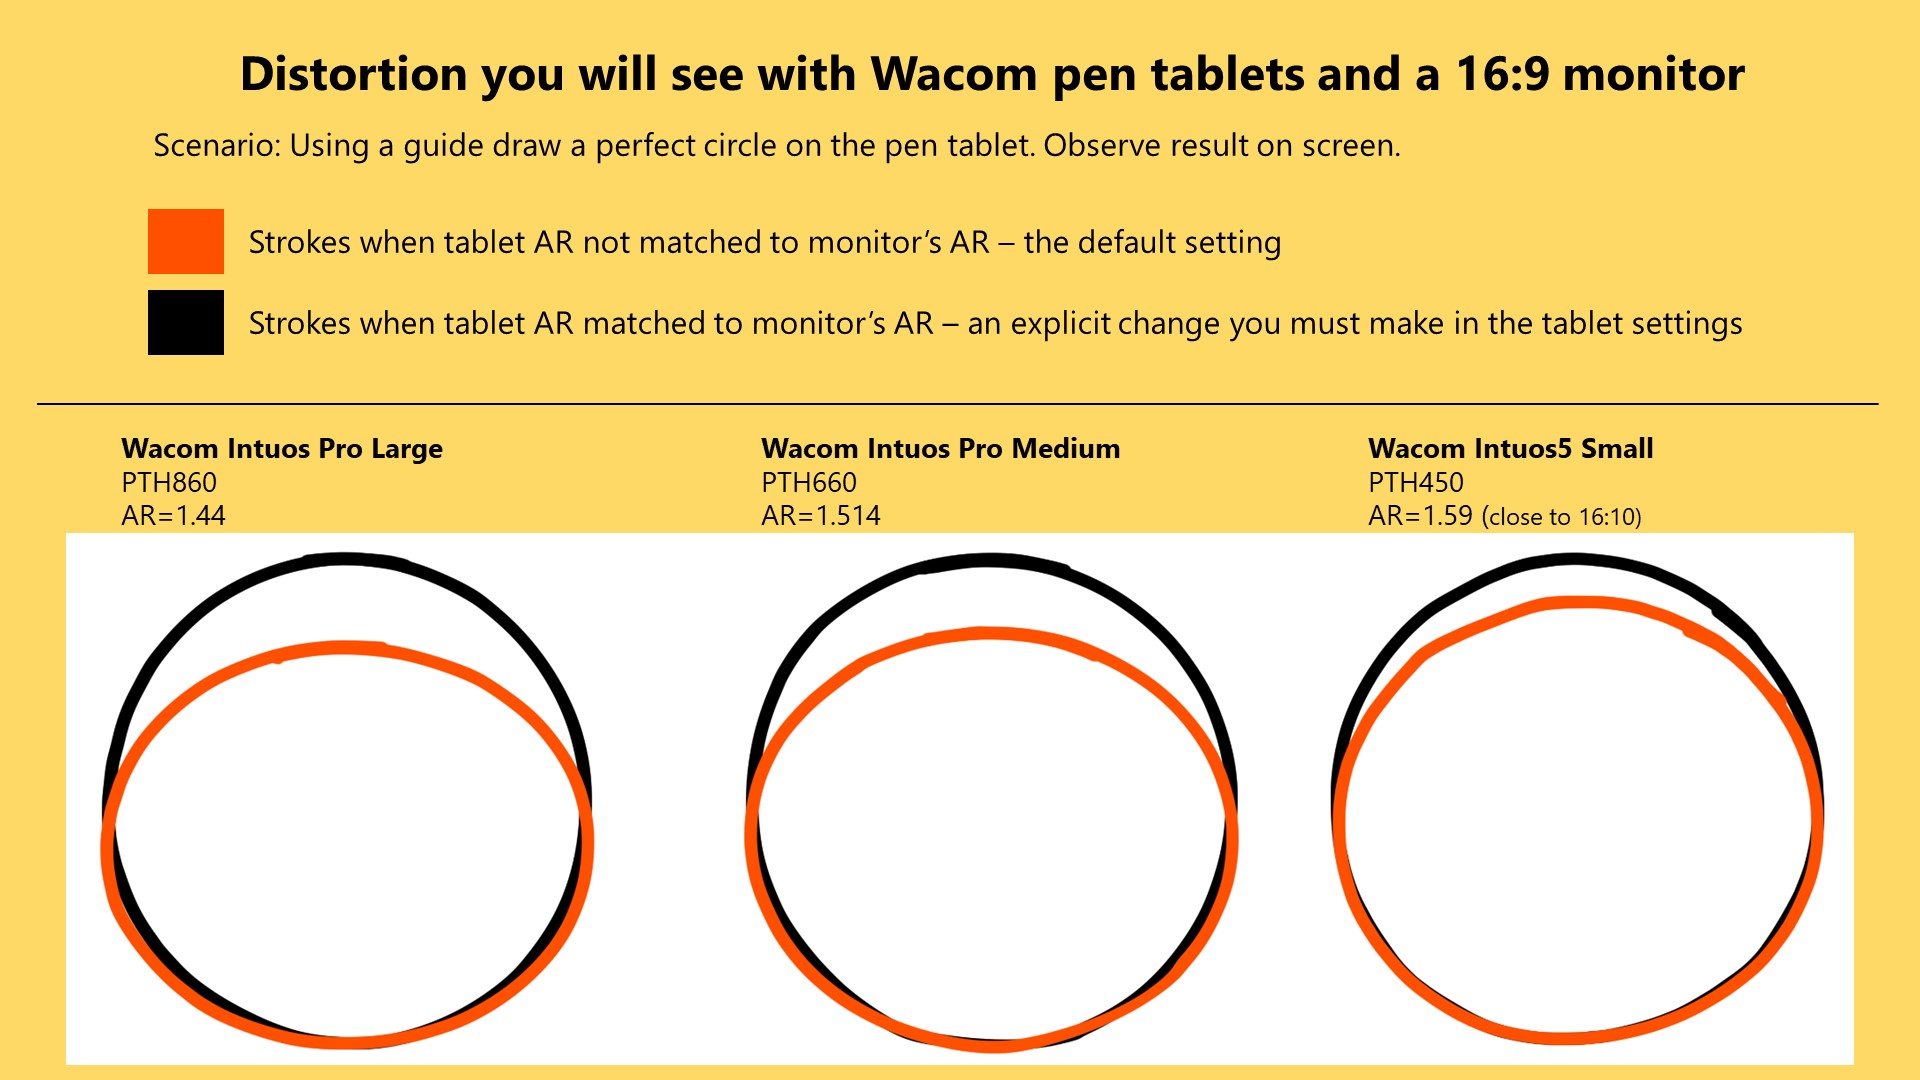 Distortion you will see with Wacom pen tablets and a 16:9 monitor
Scenario: Using a guide draw a perfect circle on the pen tablet. Observe result on screen.
Strokes when tablet AR not matched to monitor’s AR – the default setting
Strokes when tablet AR matched to monitor’s AR – an explicit change you must make in the tablet settings
Wacom Intuos Pro Large
PTH860
AR=1.44
Wacom Intuos Pro Medium
PTH660
AR=1.514
Wacom Intuos5 Small
PTH450
AR=1.59 (close to 16:10)